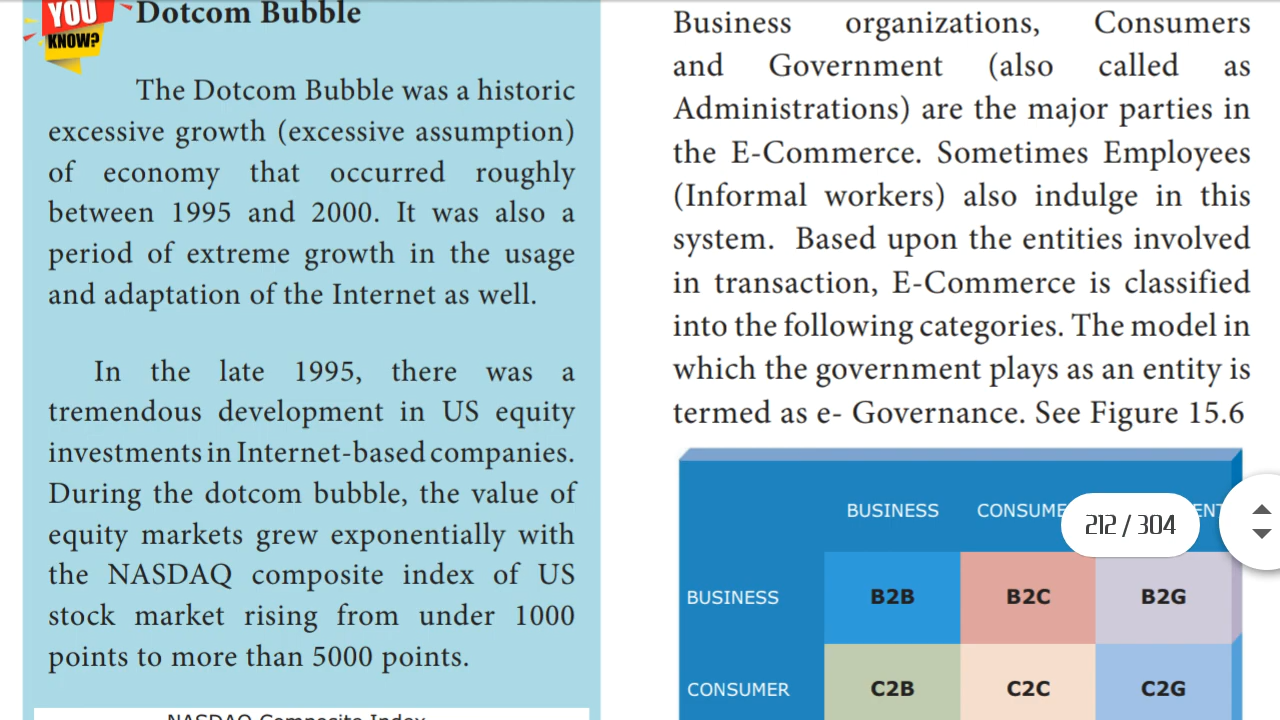 YOU
KNOW?
Dotcom Bubble
The Dotcom Bubble was a historic
excessive growth (excessive assumption)
of economy that occurred roughly
between 1995 and 2000. It was also a
period of extreme growth in the usage
and adaptation of the Internet as well.
In the late 1995, there was a
tremendous development in US equity
investments in Internet-based companies.
During the dotcom bubble, the value of
equity markets grew exponentially with
the NASDAQ composite index of US
stock market rising from under 1000
points to more than 5000 points.
NASDAQ Composite Index
Business organizations, Consumers
and Government (also called as
Administrations) are the major parties in
the E-Commerce. Sometimes Employees
(Informal workers) also indulge in this
system. Based upon the entities involved
in transaction, E-Commerce is classified
into the following categories. The model in
which the government plays as an entity is
termed as e- Governance. See Figure 15.6
BUSINESS
212 / 304
BUSINESS B2B B2C B2G
CONSUMER C2B C2C C2G